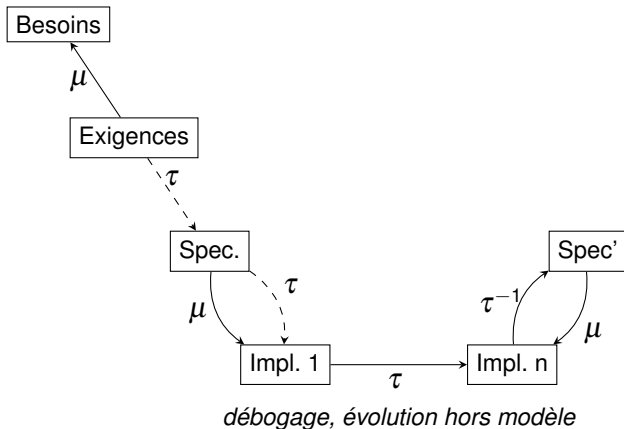 Besoins
μ
Exigences
τ
Spec.
Spec'
μ
τ
τ⁻¹
μ
Impl. 1
τ
Impl. n
débogage, évolution hors modèle